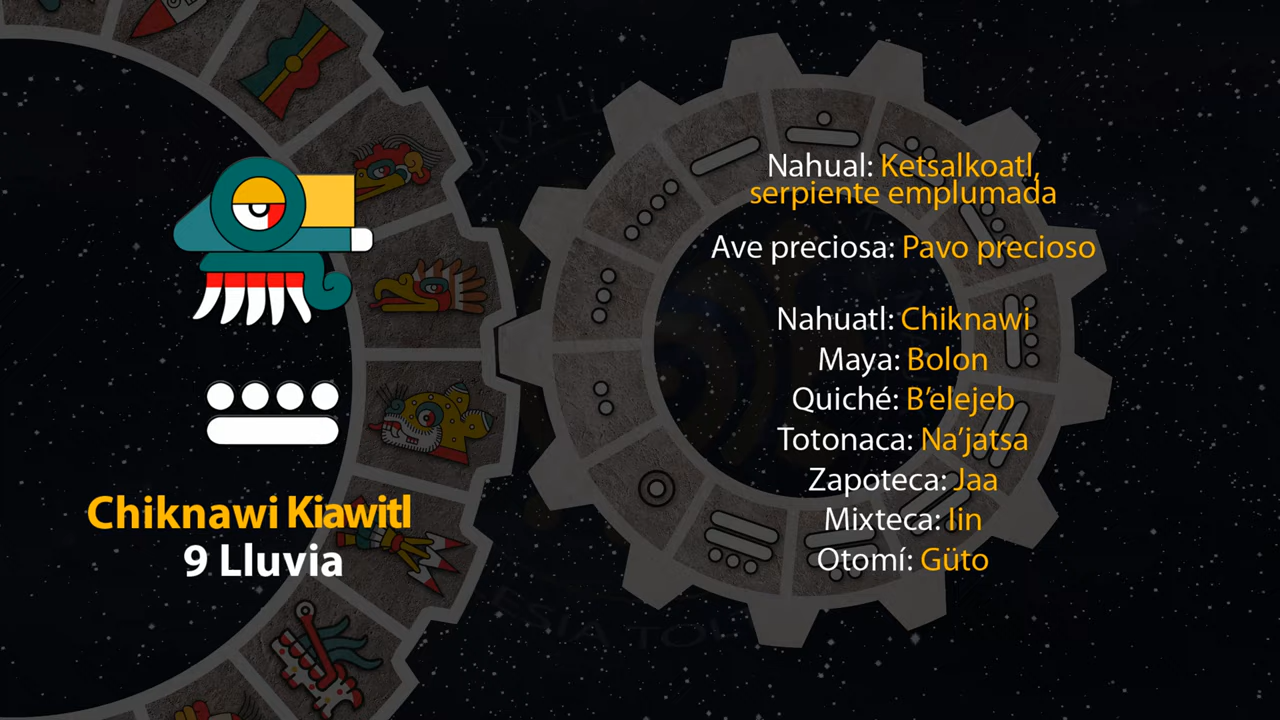 Chiknawi Kiawitl
9 Lluvia
Nahual: Ketsalkoatl,
serpiente emplumada
Ave preciosa: Pavo precioso
Nahuatl: Chiknawi
Maya: Bolon
Quiché: B’elejeb
Totonaca: Na’jatsa
Zapoteca: Jaa
Mixteca: Iin
Otomí: Güto